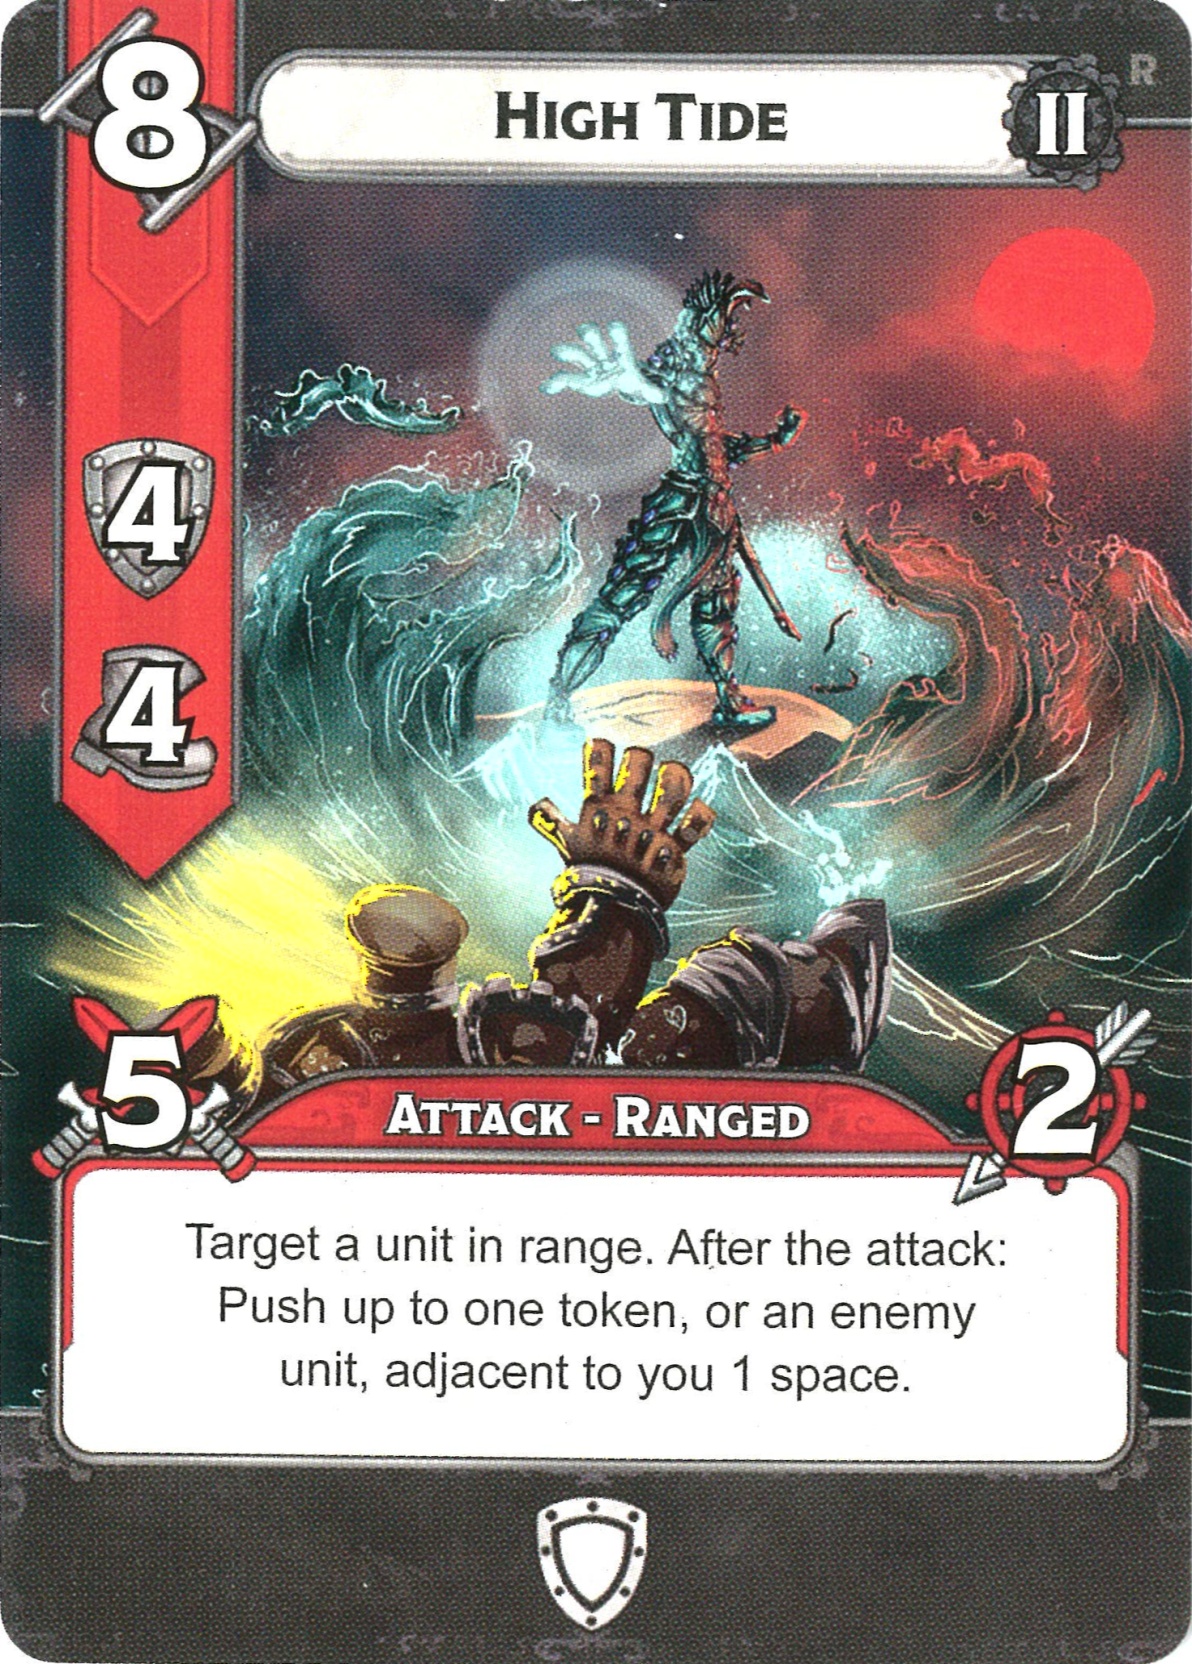 8
HIGH TIDE
II
R
4
4
5
ATTACK - RANGED
2
Target a unit in range. After the attack:
Push up to one token, or an enemy
unit, adjacent to you 1 space.